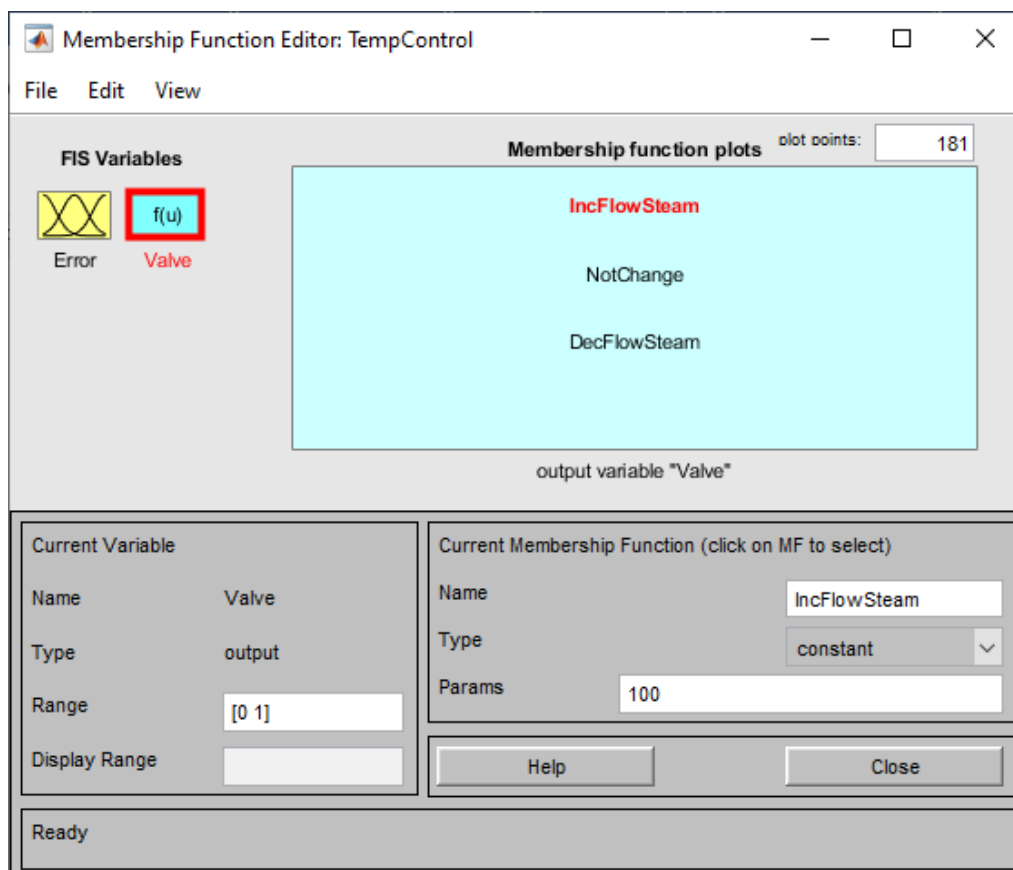 Membership Function Editor: TempControl
File Edit View
FIS Variables
f(u)
Error Valve
Membership function plots plot points: 181
IncFlowSteam
NotChange
DecFlowSteam
output variable "Valve"
Current Variable
Name Valve
Type output
Range [0 1]
Display Range
Current Membership Function (click on MF to select)
Name IncFlowSteam
Type constant
Params 100
Help Close
Ready